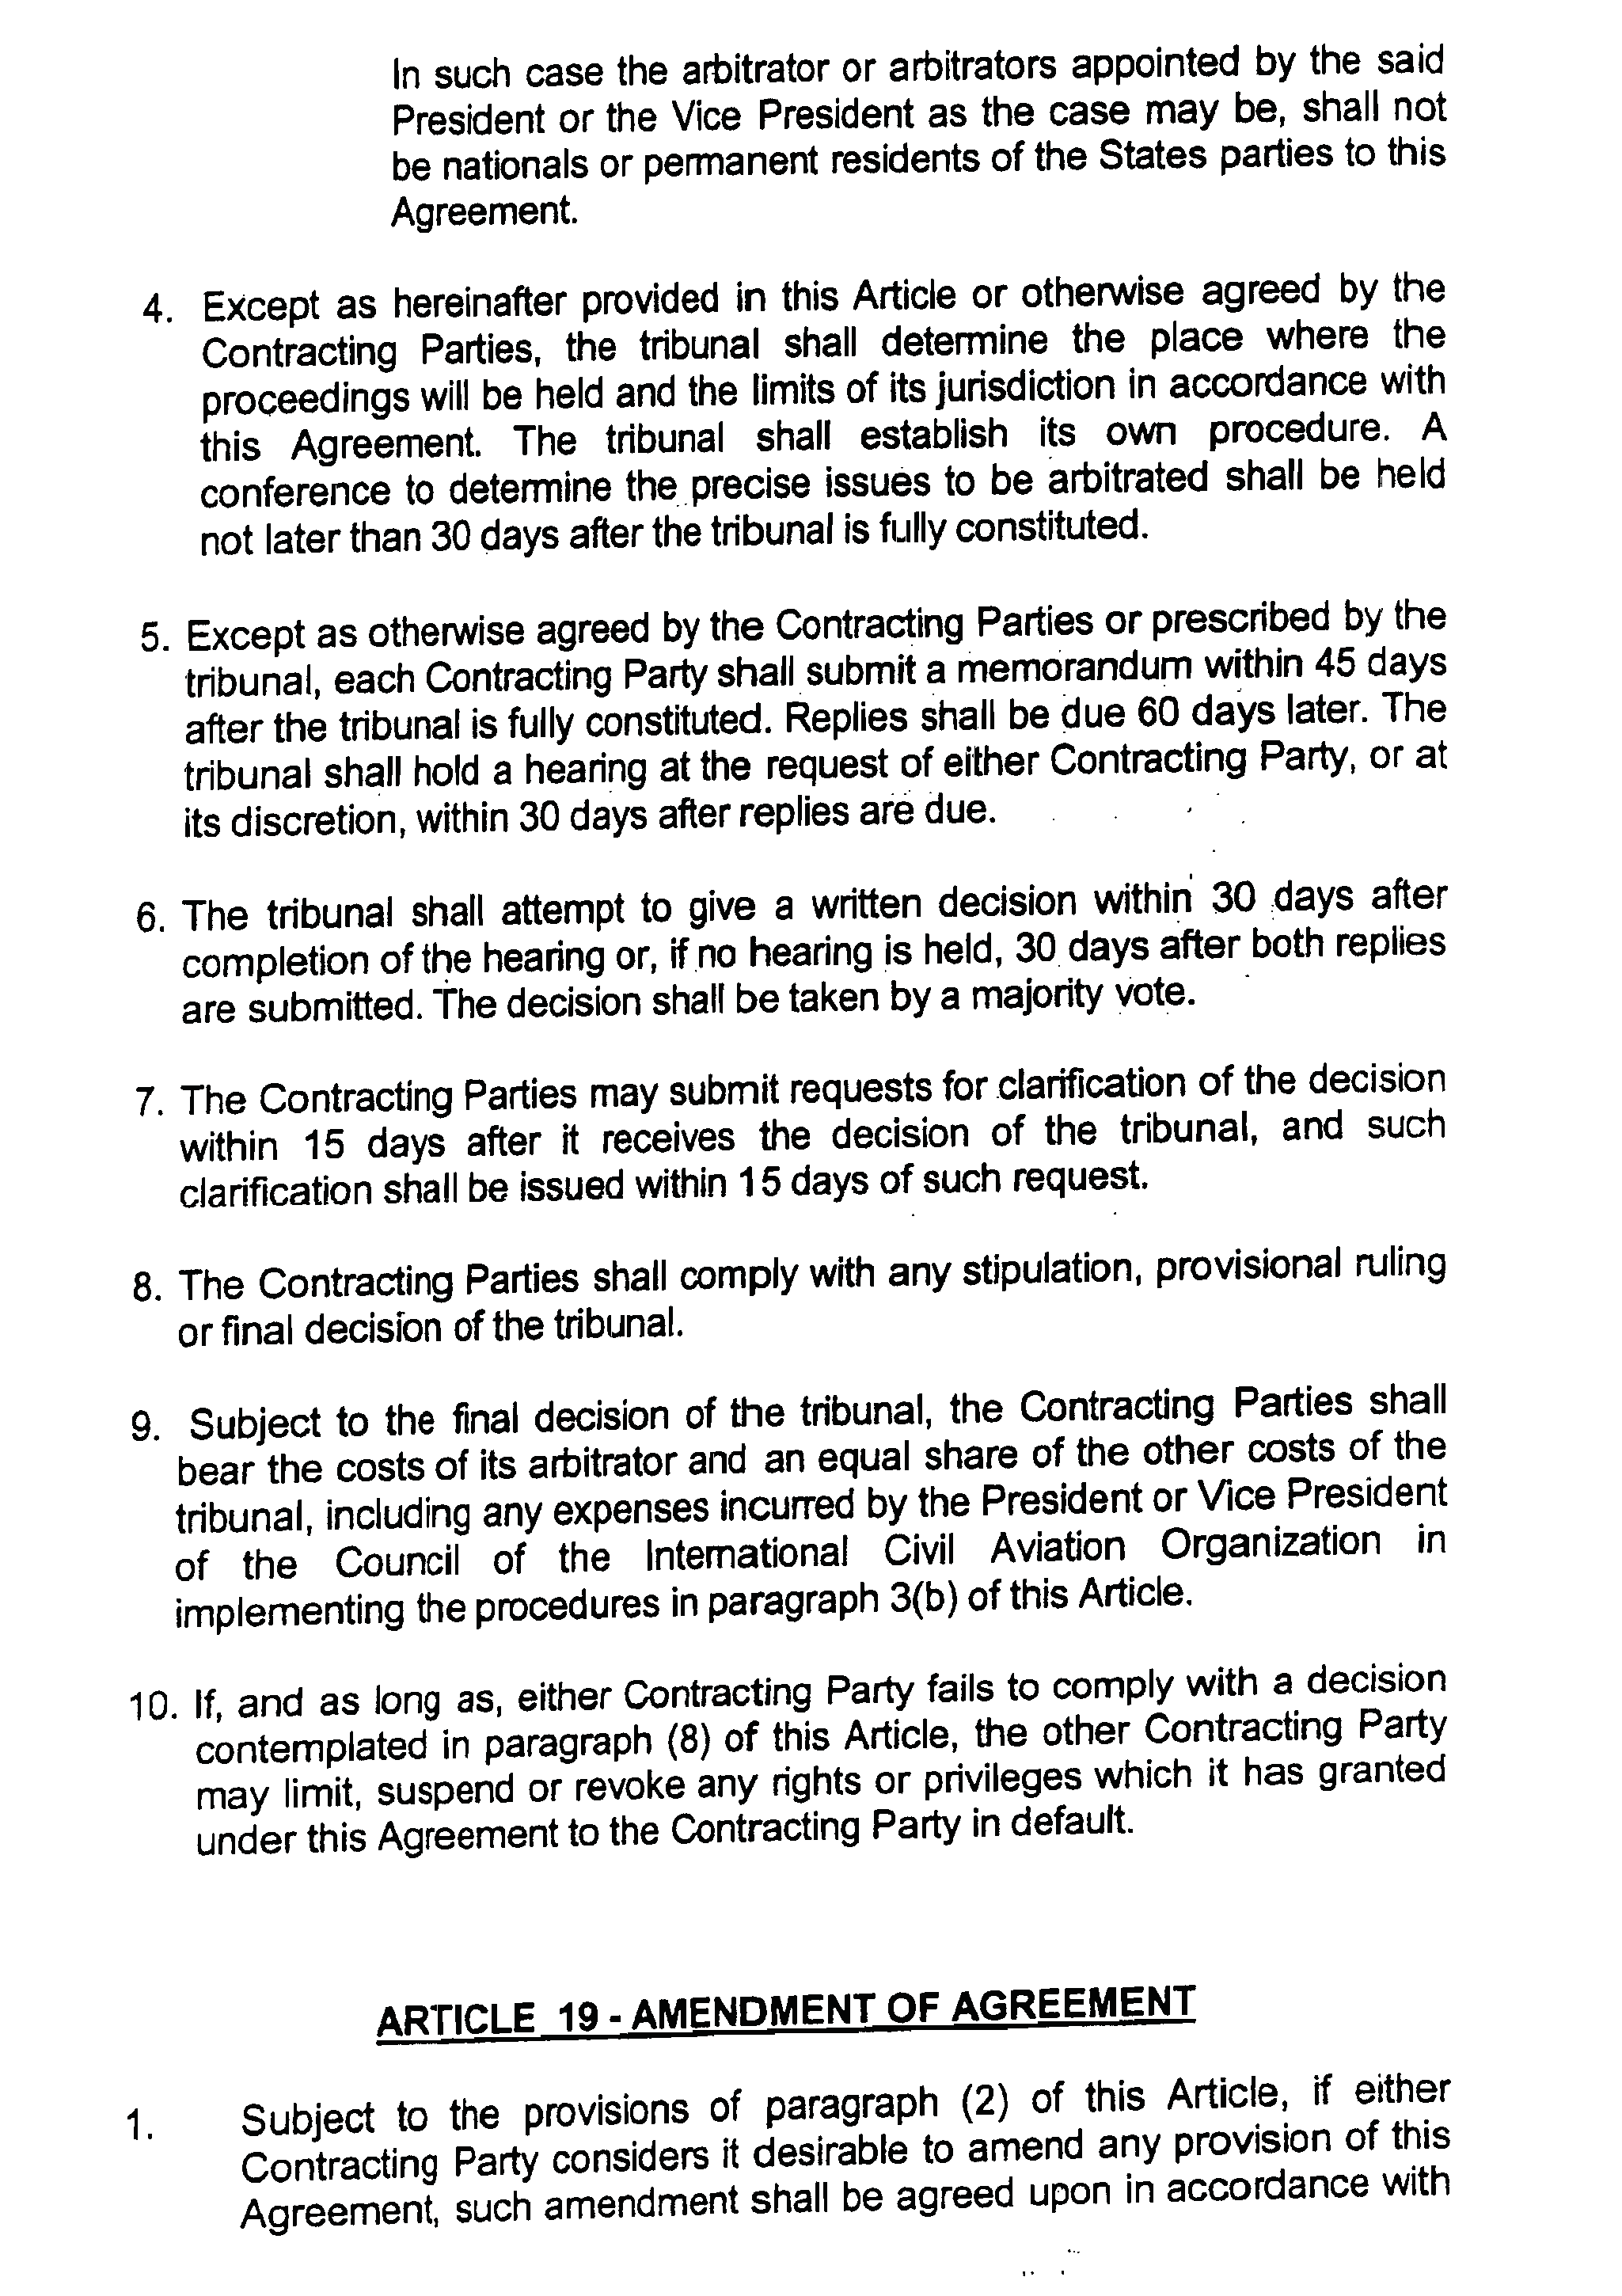 In such case the arbitrator or arbitrators appointed by the said
President or the Vice President as the case may be, shall not
be nationals or permanent residents of the States parties to this
Agreement.
4. Except as hereinafter provided in this Article or otherwise agreed by the
Contracting Parties, the tribunal shall determine the place where the
proceedings will be held and the limits of its jurisdiction in accordance with
this Agreement. The tribunal shall establish its own procedure. A
conference to determine the precise issues to be arbitrated shall be held
not later than 30 days after the tribunal is fully constituted.
5. Except as otherwise agreed by the Contracting Parties or prescribed by the
tribunal, each Contracting Party shall submit a memorandum within 45 days
after the tribunal is fully constituted. Replies shall be due 60 days later. The
tribunal shall hold a hearing at the request of either Contracting Party, or at
its discretion, within 30 days after replies are due.
6. The tribunal shall attempt to give a written decision within 30 days after
completion of the hearing or, if no hearing is held, 30 days after both replies
are submitted. The decision shall be taken by a majority vote.
7. The Contracting Parties may submit requests for clarification of the decision
within 15 days after it receives the decision of the tribunal, and such
clarification shall be issued within 15 days of such request.
8. The Contracting Parties shall comply with any stipulation, provisional ruling
or final decision of the tribunal.
9. Subject to the final decision of the tribunal, the Contracting Parties shall
bear the costs of its arbitrator and an equal share of the other costs of the
tribunal, including any expenses incurred by the President or Vice President
of the Council of the International Civil Aviation Organization in
implementing the procedures in paragraph 3(b) of this Article.
10. If, and as long as, either Contracting Party fails to comply with a decision
contemplated in paragraph (8) of this Article, the other Contracting Party
may limit, suspend or revoke any rights or privileges which it has granted
under this Agreement to the Contracting Party in default.
ARTICLE 19 - AMENDMENT OF AGREEMENT
1. Subject to the provisions of paragraph (2) of this Article, if either
Contracting Party considers it desirable to amend any provision of this
Agreement, such amendment shall be agreed upon in accordance with